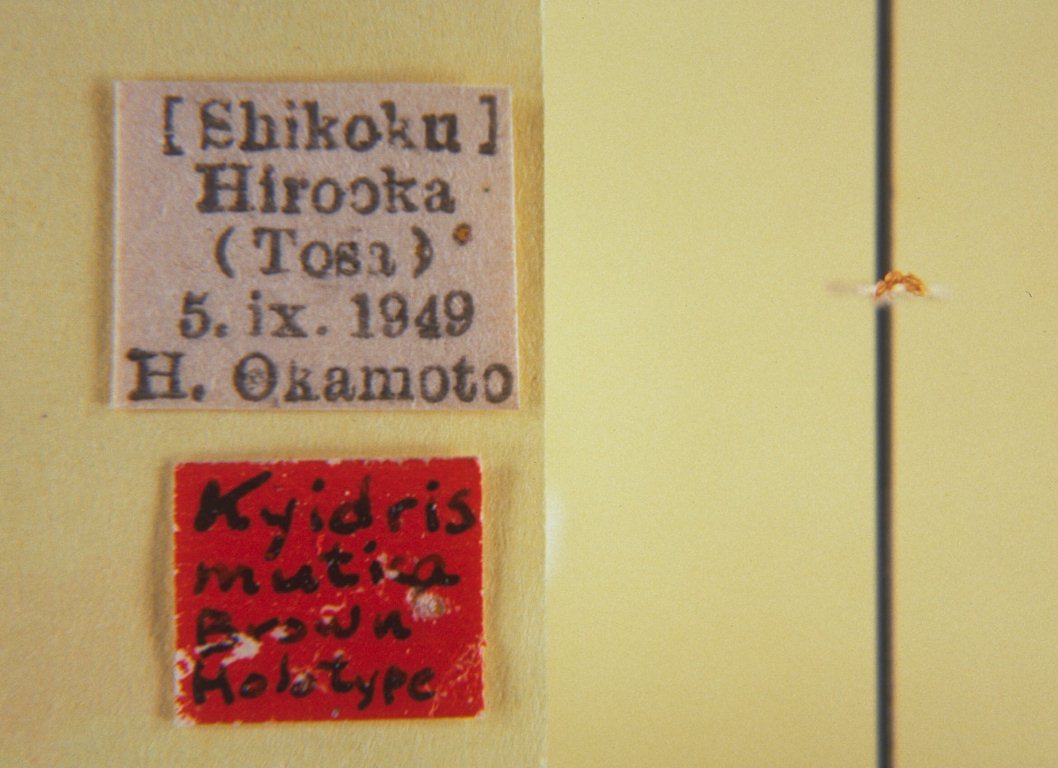 [Shikoku]
Hirooka
(Tosa)
5. ix. 1949
H. Okamoto
Kyidris
mutica
Brown
Holotype